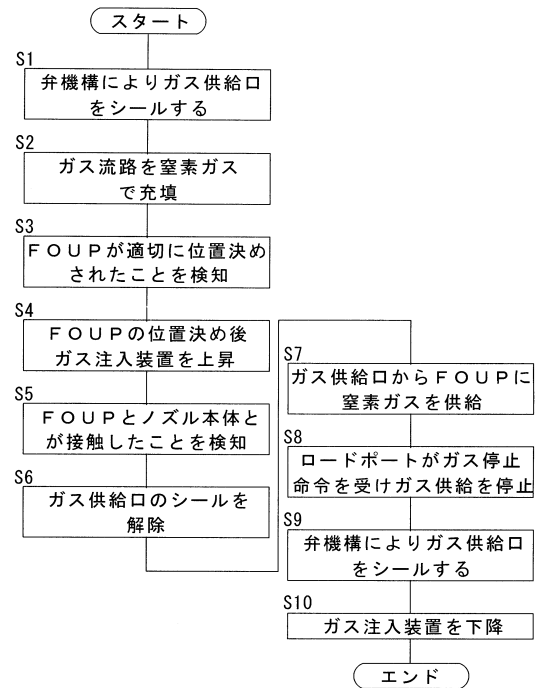 スタート
S1
弁機構によりガス供給口
をシールする
S2
ガス流路を窒素ガス
で充填
S3
FOUPが適切に位置決め
されたことを検知
S4
FOUPの位置決め後
ガス注入装置を上昇
S5
FOUPとノズル本体と
が接触したことを検知
S6
ガス供給口のシールを
解除
S7
ガス供給口からFOUPに
窒素ガスを供給
S8
ロードポートがガス停止
命令を受けガス供給を停止
S9
弁機構によりガス供給口
をシールする
S10
ガス注入装置を下降
エンド